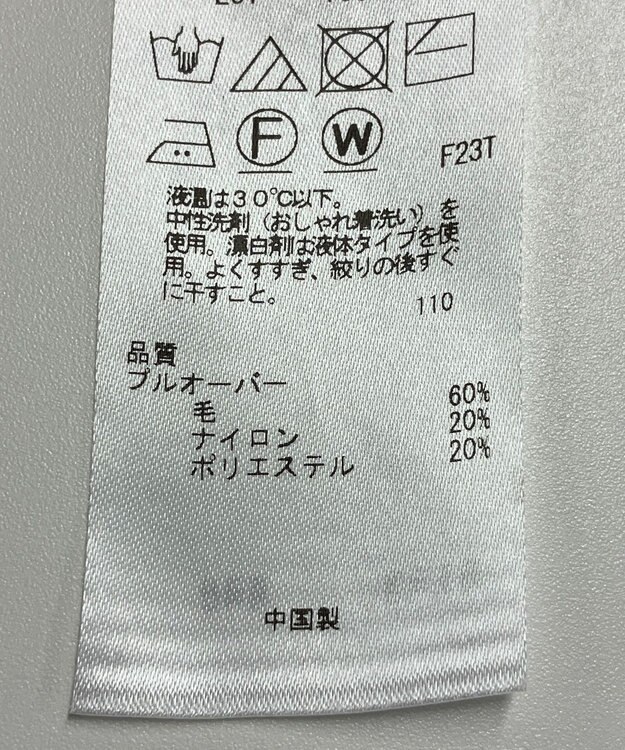 F
W
F23T
液温は30℃以下。
中性洗剤（おしゃれ着洗い）を
使用。漂白剤は液体タイプを使
用。よくすすぎ、絞りの後すぐ
に干すこと。
110
品質
プルオーバー
毛 60%
ナイロン 20%
ポリエステル 20%
中国製